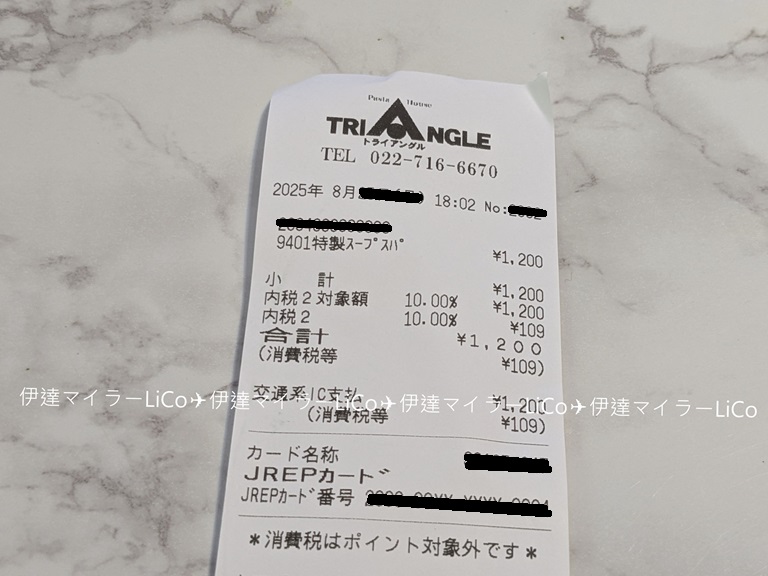 Pasta House
TRIANGLE
トライアングル
TEL 022-716-6670
2025年 8月 18:02 No:
9401特製スープスパ ¥1,200
小 計 ¥1,200
内税2対象額 10.00% ¥1,200
内税2 10.00% ¥109
合計 ¥1,200
(消費税等 ¥109)
交通系IC支払 ¥1,200
伊達マイラーLiCo✈伊達マイラーLiCo✈伊達マイラーLiCo✈伊達マイラーLiCo
(消費税等 ¥109)
カード名称
JREPカード
JREPカード番号
*消費税はポイント対象外です*